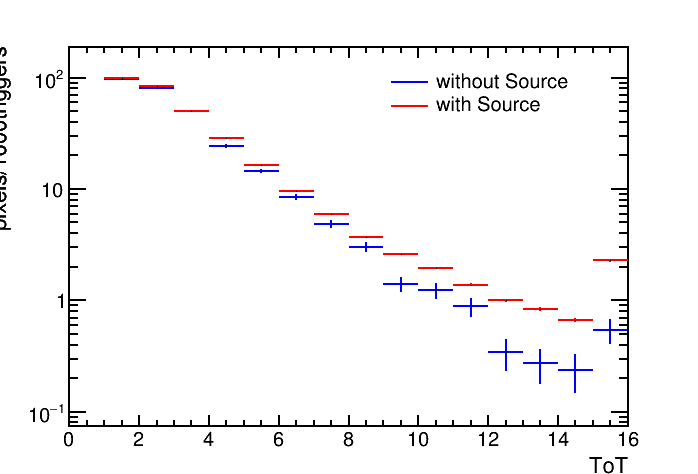 pixels/1000triggers
without Source
with Source
10²
10
1
10⁻¹
0 2 4 6 8 10 12 14 16
ToT